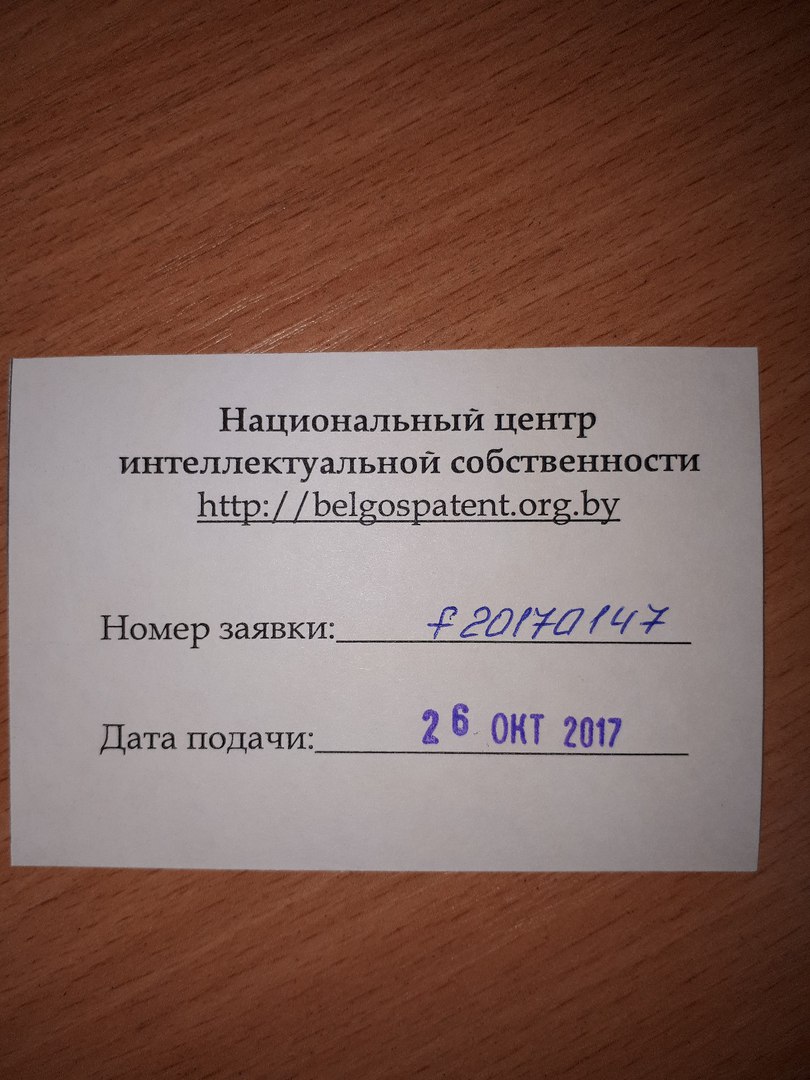 Национальный центр
интеллектуальной собственности
http://belgospatent.org.by
Номер заявки: f20170147
Дата подачи: 26 ОКТ 2017